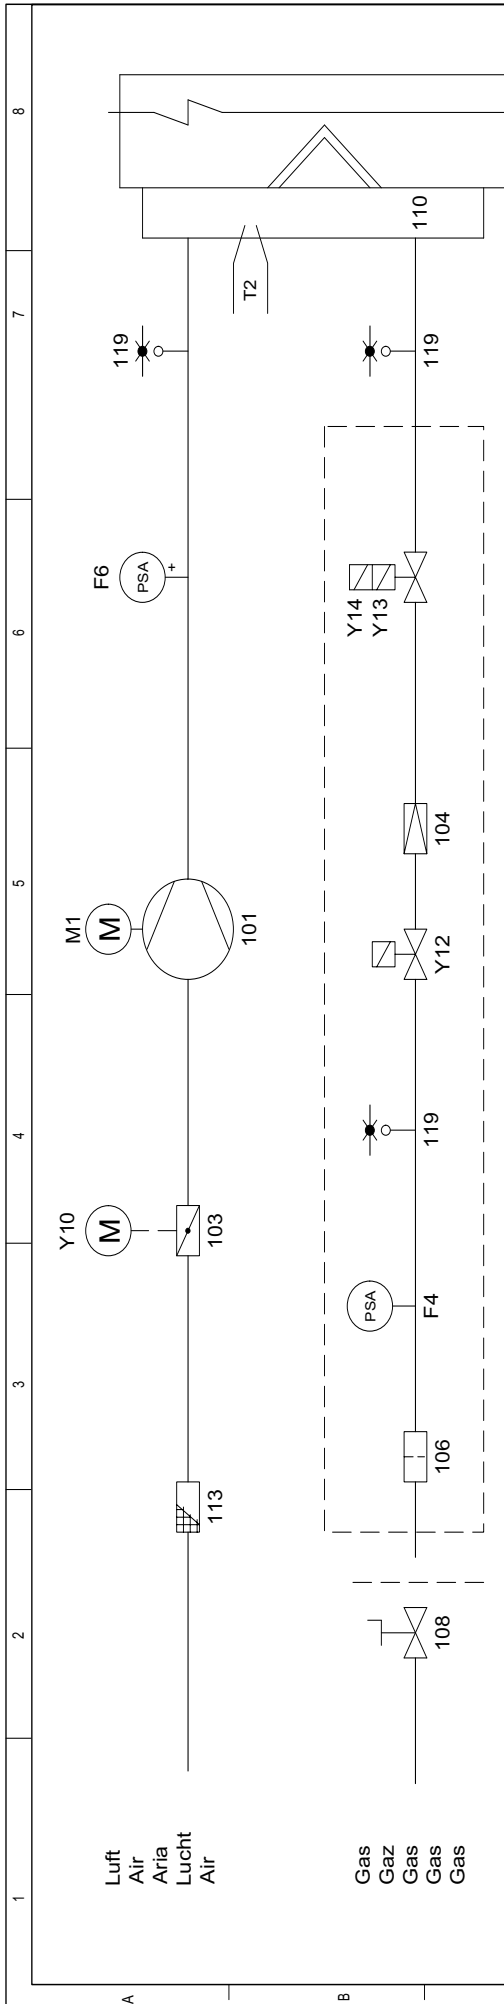 1
2
3
4
5
6
7
8
A
B
Luft
Air
Aria
Lucht
Air
113
Y10
M
103
M1
M
101
F6
PSA
+
119
T2
Gas
Gaz
Gas
Gas
Gas
108
106
PSA
F4
119
Y12
104
Y14
Y13
119
110